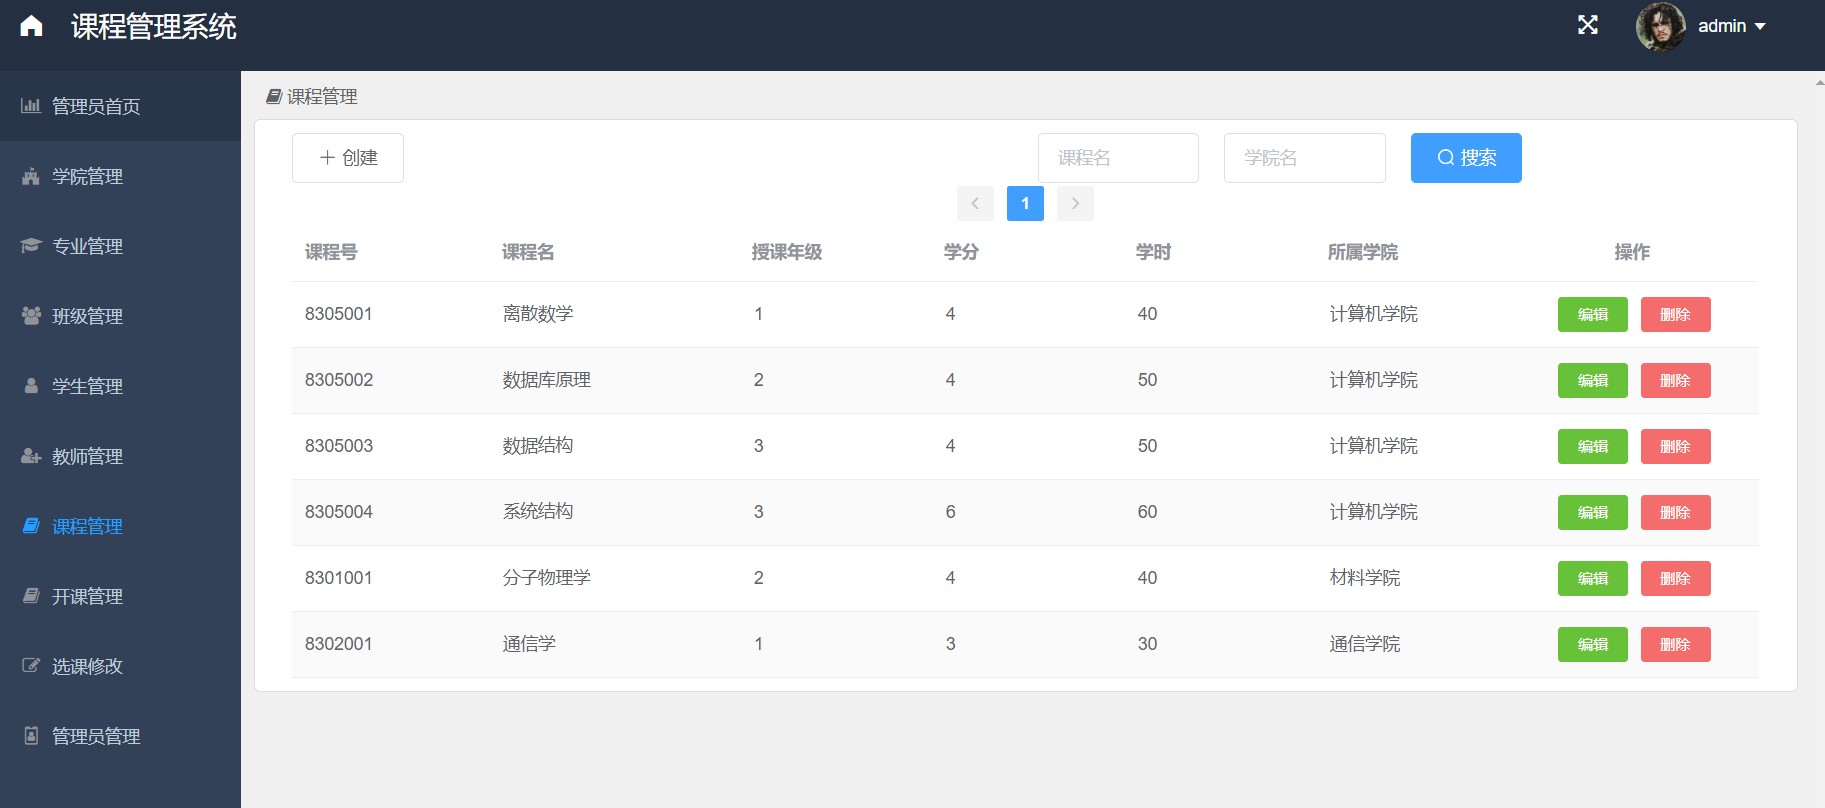 课程管理系统
admin
管理员首页
学院管理
专业管理
班级管理
学生管理
教师管理
课程管理
开课管理
选课修改
管理员管理
课程管理
创建 课程名 学院名 搜索
1
课程号 课程名 授课年级 学分 学时 所属学院 操作
8305001 离散数学 1 4 40 计算机学院 编辑 删除
8305002 数据库原理 2 4 50 计算机学院 编辑 删除
8305003 数据结构 3 4 50 计算机学院 编辑 删除
8305004 系统结构 3 6 60 计算机学院 编辑 删除
8301001 分子物理学 2 4 40 材料学院 编辑 删除
8302001 通信学 1 3 30 通信学院 编辑 删除